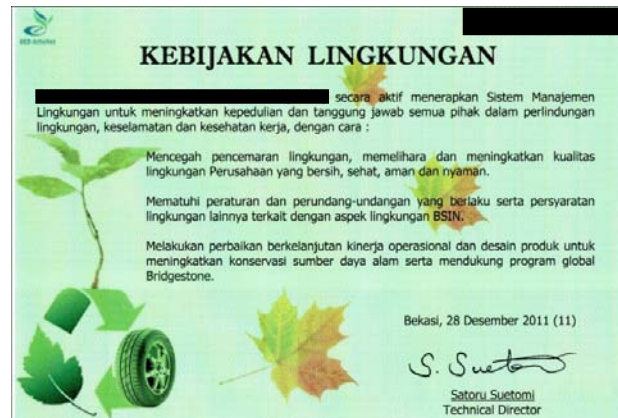 KEBIJAKAN LINGKUNGAN
secara aktif menerapkan Sistem Manajemen
Lingkungan untuk meningkatkan kepedulian dan tanggung jawab semua pihak dalam perlindungan
lingkungan, keselamatan dan kesehatan kerja, dengan cara :
Mencegah pencemaran lingkungan, memelihara dan meningkatkan kualitas
lingkungan Perusahaan yang bersih, sehat, aman dan nyaman.
Mematuhi peraturan dan perundang-undangan yang berlaku serta persyaratan
lingkungan lainnya terkait dengan aspek lingkungan BSIN.
Melakukan perbaikan berkelanjutan kinerja operasional dan desain produk untuk
meningkatkan konservasi sumber daya alam serta mendukung program global
Bridgestone.
Bekasi, 28 Desember 2011 (11)
Satoru Suetomi
Technical Director